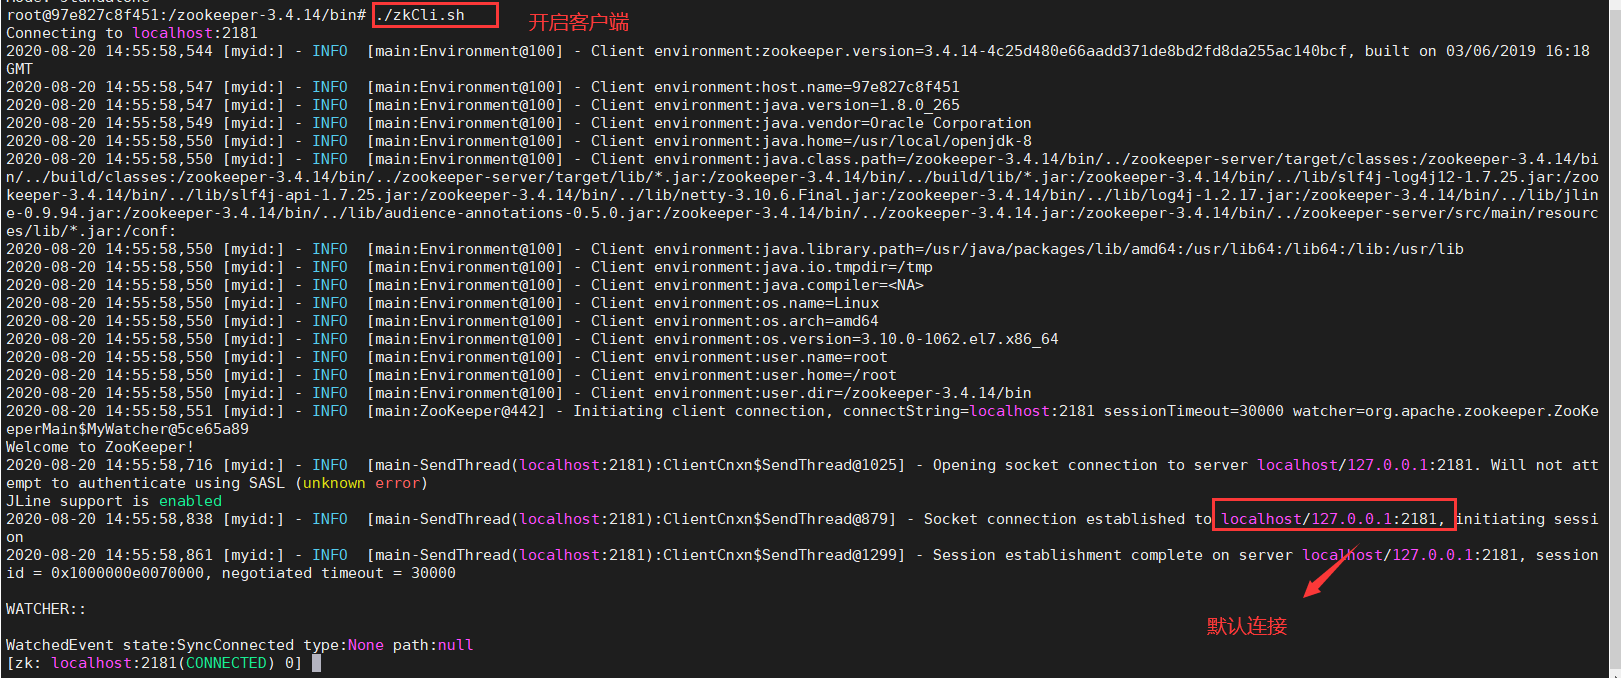 Mode: standalone
root@97e827c8f451:/zookeeper-3.4.14/bin# ./zkCli.sh 开启客户端
Connecting to localhost:2181
2020-08-20 14:55:58,544 [myid:] - INFO  [main:Environment@100] - Client environment:zookeeper.version=3.4.14-4c25d480e66aadd371de8bd2fd8da255ac140bcf, built on 03/06/2019 16:18
GMT
2020-08-20 14:55:58,547 [myid:] - INFO  [main:Environment@100] - Client environment:host.name=97e827c8f451
2020-08-20 14:55:58,547 [myid:] - INFO  [main:Environment@100] - Client environment:java.version=1.8.0_265
2020-08-20 14:55:58,549 [myid:] - INFO  [main:Environment@100] - Client environment:java.vendor=Oracle Corporation
2020-08-20 14:55:58,550 [myid:] - INFO  [main:Environment@100] - Client environment:java.home=/usr/local/openjdk-8
2020-08-20 14:55:58,550 [myid:] - INFO  [main:Environment@100] - Client environment:java.class.path=/zookeeper-3.4.14/bin/../zookeeper-server/target/classes:/zookeeper-3.4.14/bi
n/../build/classes:/zookeeper-3.4.14/bin/../zookeeper-server/target/lib/*.jar:/zookeeper-3.4.14/bin/../build/lib/*.jar:/zookeeper-3.4.14/bin/../lib/slf4j-log4j12-1.7.25.jar:/zoo
keeper-3.4.14/bin/../lib/slf4j-api-1.7.25.jar:/zookeeper-3.4.14/bin/../lib/netty-3.10.6.Final.jar:/zookeeper-3.4.14/bin/../lib/log4j-1.2.17.jar:/zookeeper-3.4.14/bin/../lib/jlin
e-0.9.94.jar:/zookeeper-3.4.14/bin/../lib/audience-annotations-0.5.0.jar:/zookeeper-3.4.14/bin/../zookeeper-3.4.14.jar:/zookeeper-3.4.14/bin/../zookeeper-server/src/main/resourc
es/lib/*.jar:/conf:
2020-08-20 14:55:58,550 [myid:] - INFO  [main:Environment@100] - Client environment:java.library.path=/usr/java/packages/lib/amd64:/usr/lib64:/lib64:/lib:/usr/lib
2020-08-20 14:55:58,550 [myid:] - INFO  [main:Environment@100] - Client environment:java.io.tmpdir=/tmp
2020-08-20 14:55:58,550 [myid:] - INFO  [main:Environment@100] - Client environment:java.compiler=<NA>
2020-08-20 14:55:58,550 [myid:] - INFO  [main:Environment@100] - Client environment:os.name=Linux
2020-08-20 14:55:58,550 [myid:] - INFO  [main:Environment@100] - Client environment:os.arch=amd64
2020-08-20 14:55:58,550 [myid:] - INFO  [main:Environment@100] - Client environment:os.version=3.10.0-1062.el7.x86_64
2020-08-20 14:55:58,550 [myid:] - INFO  [main:Environment@100] - Client environment:user.name=root
2020-08-20 14:55:58,550 [myid:] - INFO  [main:Environment@100] - Client environment:user.home=/root
2020-08-20 14:55:58,550 [myid:] - INFO  [main:Environment@100] - Client environment:user.dir=/zookeeper-3.4.14/bin
2020-08-20 14:55:58,551 [myid:] - INFO  [main:ZooKeeper@442] - Initiating client connection, connectString=localhost:2181 sessionTimeout=30000 watcher=org.apache.zookeeper.ZooKe
eperMain$MyWatcher@5ce65a89
Welcome to ZooKeeper!
2020-08-20 14:55:58,716 [myid:] - INFO  [main-SendThread(localhost:2181):ClientCnxn$SendThread@1025] - Opening socket connection to server localhost/127.0.0.1:2181. Will not att
empt to authenticate using SASL (unknown error)
JLine support is enabled
2020-08-20 14:55:58,838 [myid:] - INFO  [main-SendThread(localhost:2181):ClientCnxn$SendThread@879] - Socket connection established to localhost/127.0.0.1:2181, initiating sessi
on
2020-08-20 14:55:58,861 [myid:] - INFO  [main-SendThread(localhost:2181):ClientCnxn$SendThread@1299] - Session establishment complete on server localhost/127.0.0.1:2181, session
id = 0x1000000e0070000, negotiated timeout = 30000
WATCHER::
默认连接
WatchedEvent state:SyncConnected type:None path:null
[zk: localhost:2181(CONNECTED) 0]